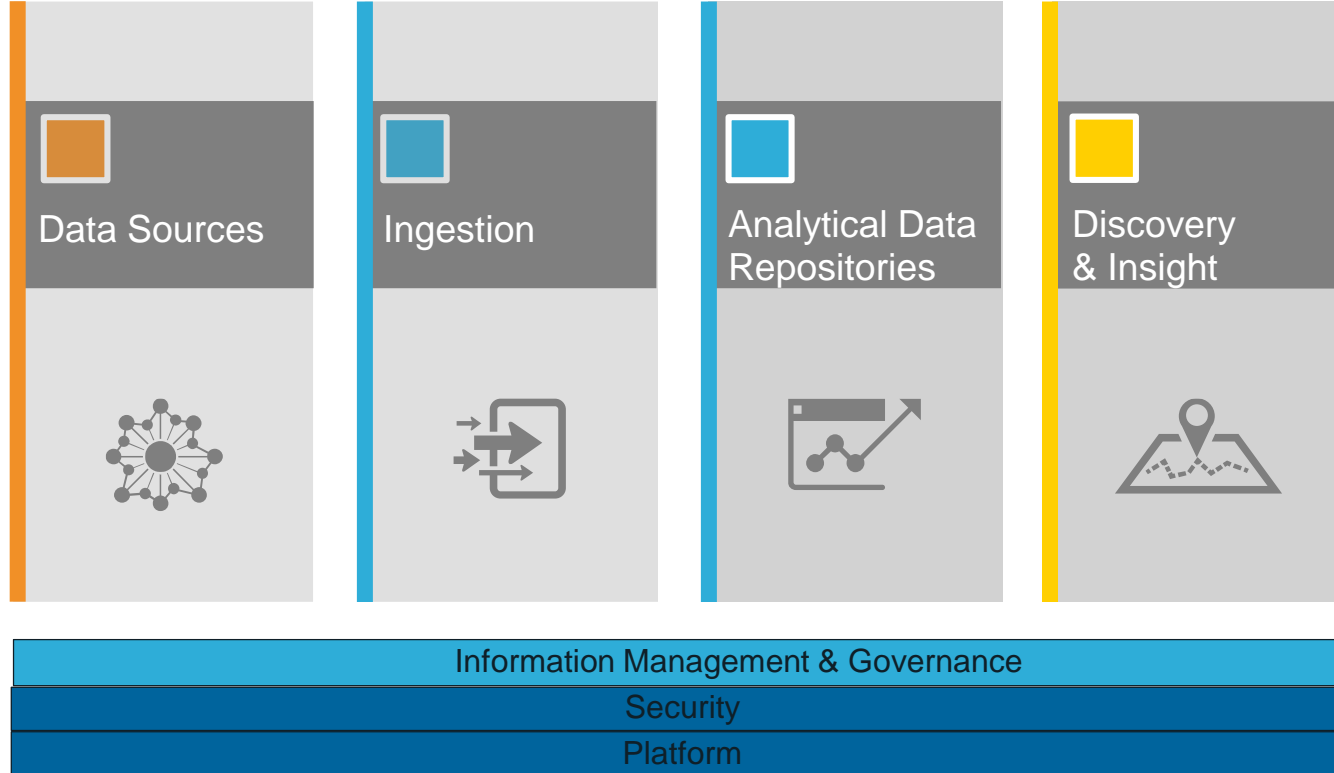 Data Sources
Ingestion
Analytical Data
Repositories
Discovery
& Insight
Information Management & Governance
Security
Platform